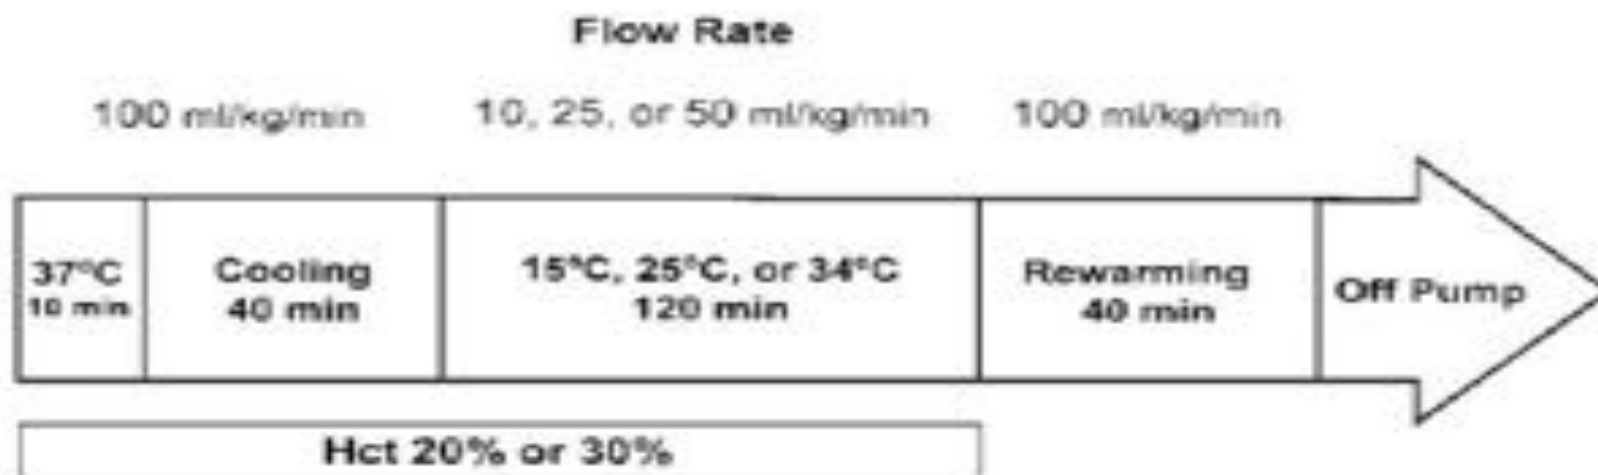 Flow Rate
100 ml/kg/min 10, 25, or 50 ml/kg/min 100 ml/kg/min
37°C
10 min
Cooling
40 min
15°C, 25°C, or 34°C
120 min
Rewarming
40 min
Off Pump
Hct 20% or 30%